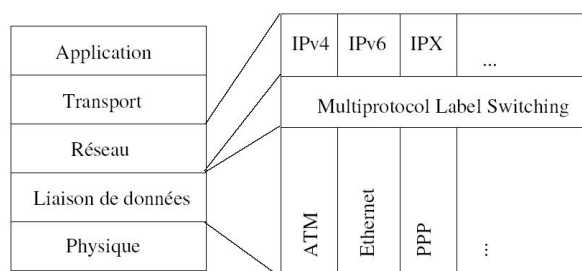 Application
Transport
Réseau
Liaison de données
Physique
IPv4 IPv6 IPX ...
Multiprotocol Label Switching
ATM
Ethernet
PPP
...